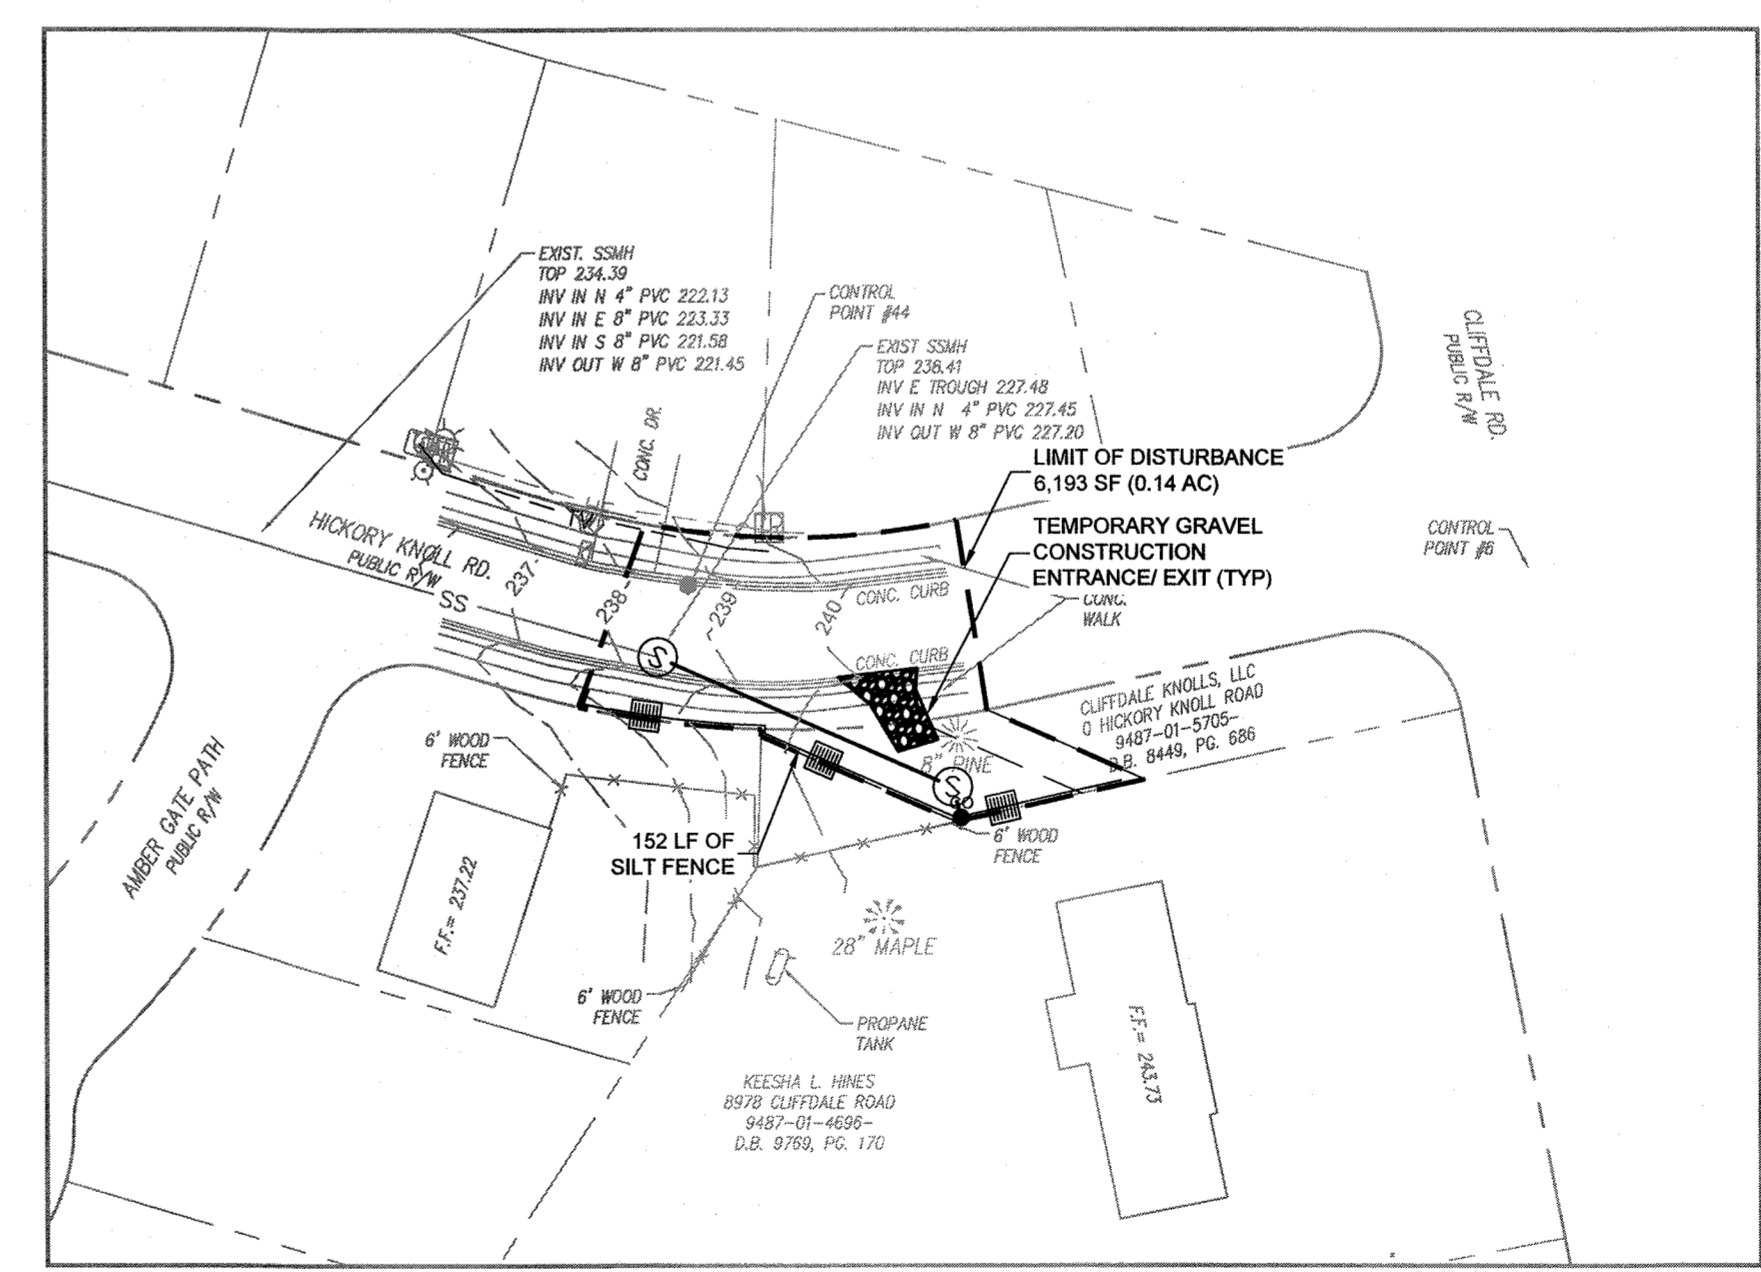 EXIST. SSMH
TOP 234.39
INV IN N 4" PVC 222.13
INV IN E 8" PVC 223.33
INV IN S 8" PVC 221.58
INV OUT W 8" PVC 221.45
CONTROL
POINT #44
EXIST SSMH
TOP 238.41
INV E TROUGH 227.48
INV IN N 4" PVC 227.45
INV OUT W 8" PVC 227.20
CLIFFDALE RD.
PUBLIC R/W
LIMIT OF DISTURBANCE
6,193 SF (0.14 AC)
TEMPORARY GRAVEL
CONSTRUCTION
ENTRANCE/ EXIT (TYP)
CONTROL
POINT #6
CONC. DR.
HICKORY KNOLL RD.
PUBLIC R/W
SS
237
238
239
240
CONC. CURB
CONC.
WALK
S
CONC. CURB
CLIFFDALE KNOLLS, LLC
0 HICKORY KNOLL ROAD
9487-01-5705-
D.B. 8449, PG. 686
6' WOOD
FENCE
8" PINE
S
AMBER GATE PATH
PUBLIC R/W
152 LF OF
SILT FENCE
6' WOOD
FENCE
F.F.= 237.22
28" MAPLE
6' WOOD
FENCE
PROPANE
TANK
F.F.= 243.73
KEESHA L. HINES
8978 CLIFFDALE ROAD
9487-01-4696-
D.B. 9769, PG. 170